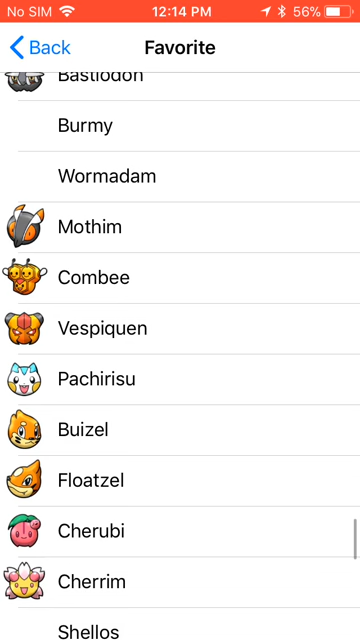 No SIM 12:14 PM 56%
Back Favorite
Bastiodon
Burmy
Wormadam
Mothim
Combee
Vespiquen
Pachirisu
Buizel
Floatzel
Cherubi
Cherrim
Shellos